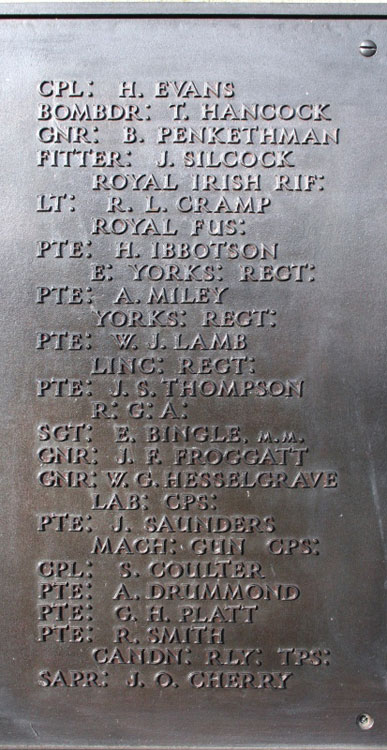 CPL: H. EVANS
BOMBDR: T. HANCOCK
GNR: B. PENKETHMAN
FITTER: J. SILCOCK
ROYAL IRISH RIF:
LT: R. L. CRAMP
ROYAL FUS:
PTE: H. IBBOTSON
E: YORKS: REGT:
PTE: A. MILEY
YORKS: REGT:
PTE: W. J. LAMB
LINC: REGT:
PTE: J. S. THOMPSON
R: G: A:
SGT: E. BINGLE, M.M.
GNR: J. F. FROGGATT
GNR: W. G. HESSELGRAVE
LAB: CPS:
PTE: J. SAUNDERS
MACH: GUN CPS:
CPL: S. COULTER
PTE: A. DRUMMOND
PTE: G. H. PLATT
PTE: R. SMITH
CANDN: RLY: TPS:
SAPR: J. O. CHERRY